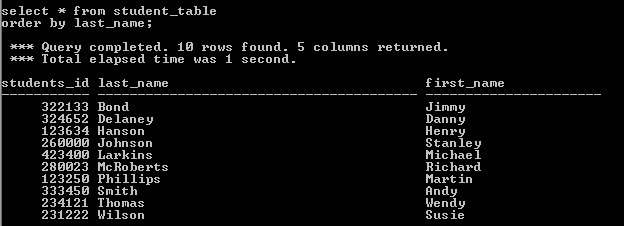 select * from student_table
order by last_name;
*** Query completed. 10 rows found. 5 columns returned.
*** Total elapsed time was 1 second.
students_id last_name first_name
322133 Bond Jimmy
324652 Delaney Danny
123634 Hanson Henry
260000 Johnson Stanley
423400 Larkins Michael
280023 McRoberts Richard
123250 Phillips Martin
333450 Smith Andy
234121 Thomas Wendy
231222 Wilson Susie